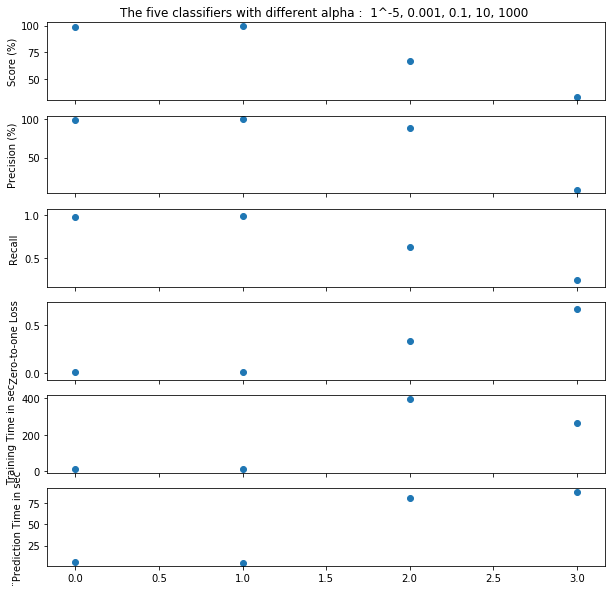 The five classifiers with different alpha :  1^-5, 0.001, 0.1, 10, 1000
Score (%)
100
75
50
Precision (%)
100
50
Recall
1.0
0.5
Zero-to-one Loss
0.5
0.0
Training Time in sec
400
200
0
"Prediction Time in sec
75
50
25
0.0 0.5 1.0 1.5 2.0 2.5 3.0